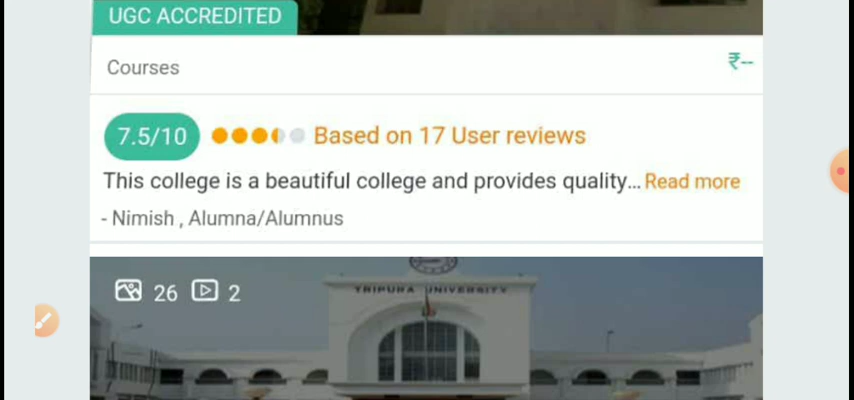 UGC ACCREDITED
Courses
₹--
7.5/10 Based on 17 User reviews
This college is a beautiful college and provides quality... Read more
- Nimish , Alumna/Alumnus
26 2
TRIPURA UNIVERSITY